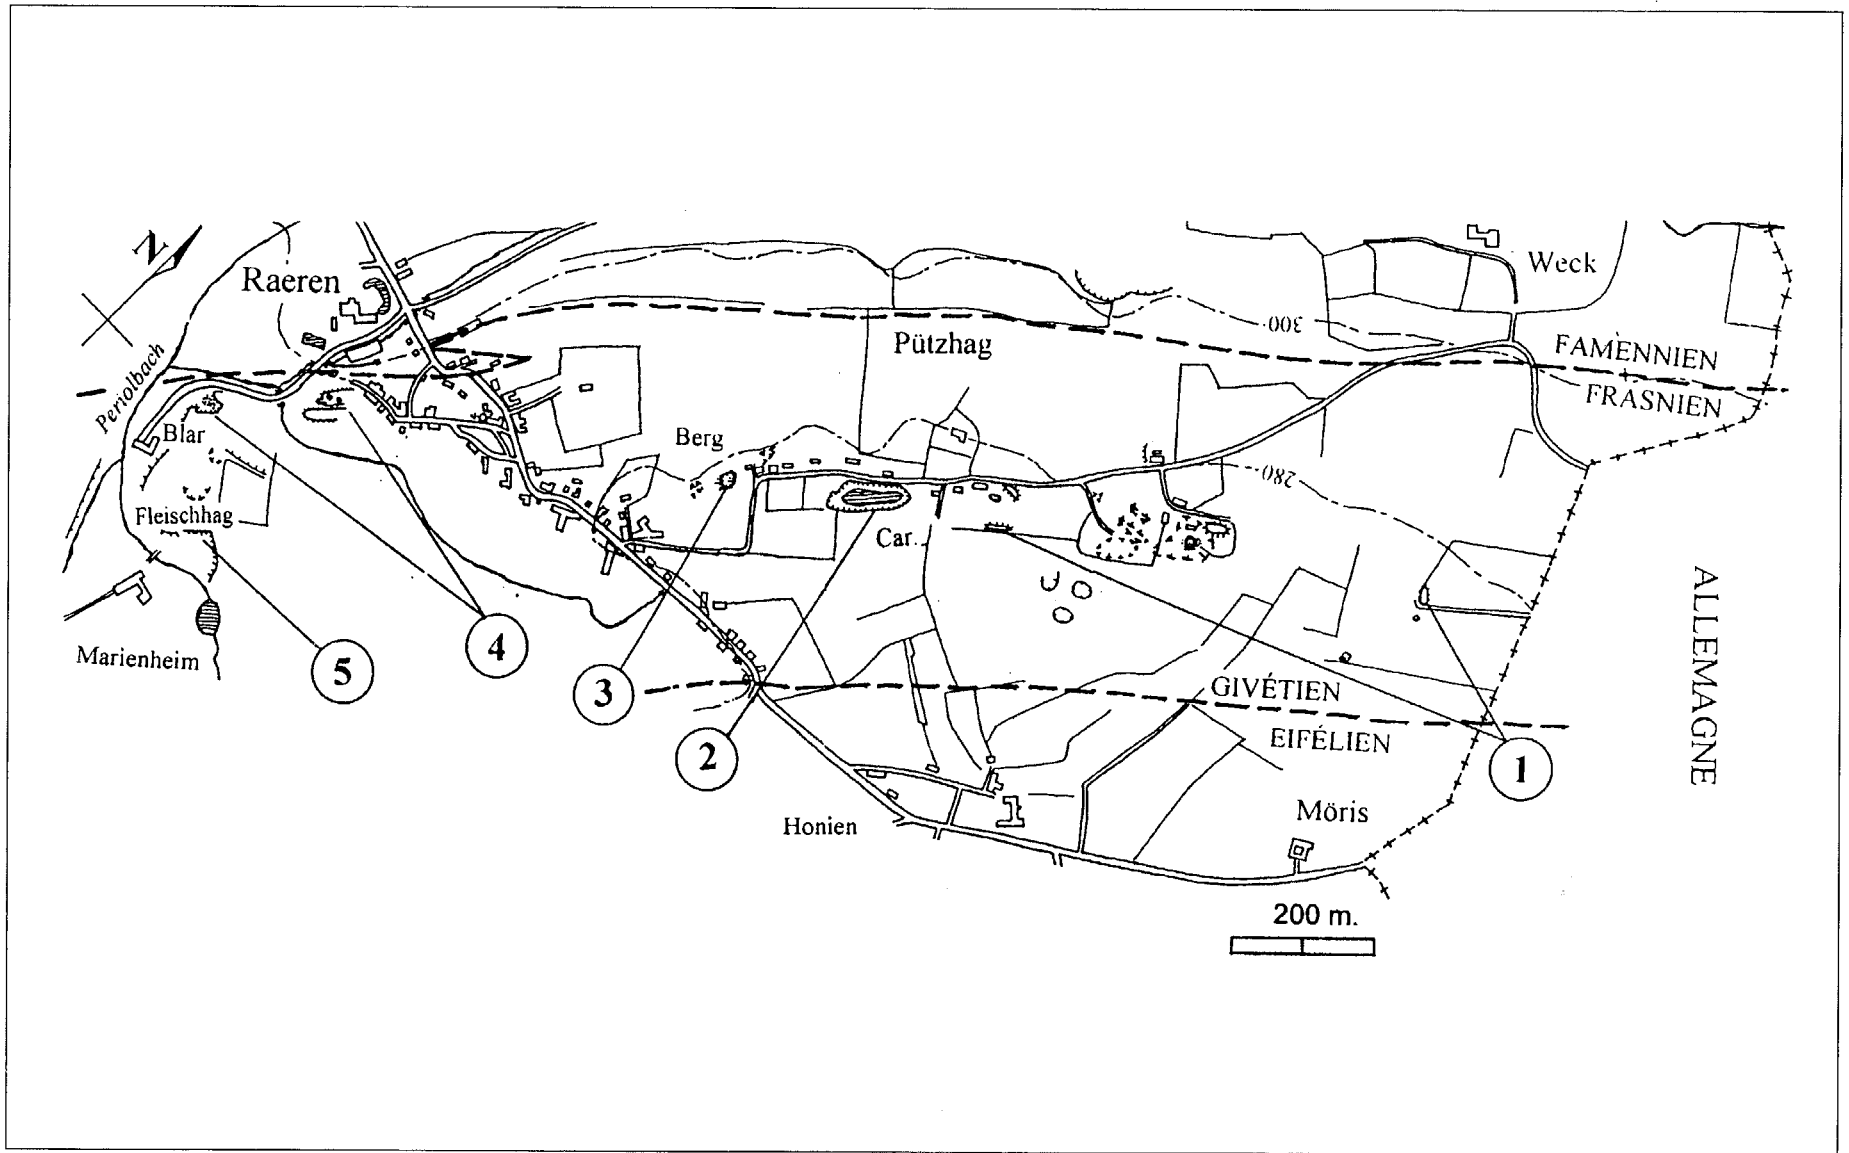 N
Raeren
Weck
300
Periolbach
Pützhag
FAMENNIEN
FRASNIEN
Blar
Berg
280
Fleischhag
Car.
ALLEMAGNE
Marienheim
5
4
3
2
GIVÉTIEN
EIFÉLIEN
1
Honien
Möris
200 m.